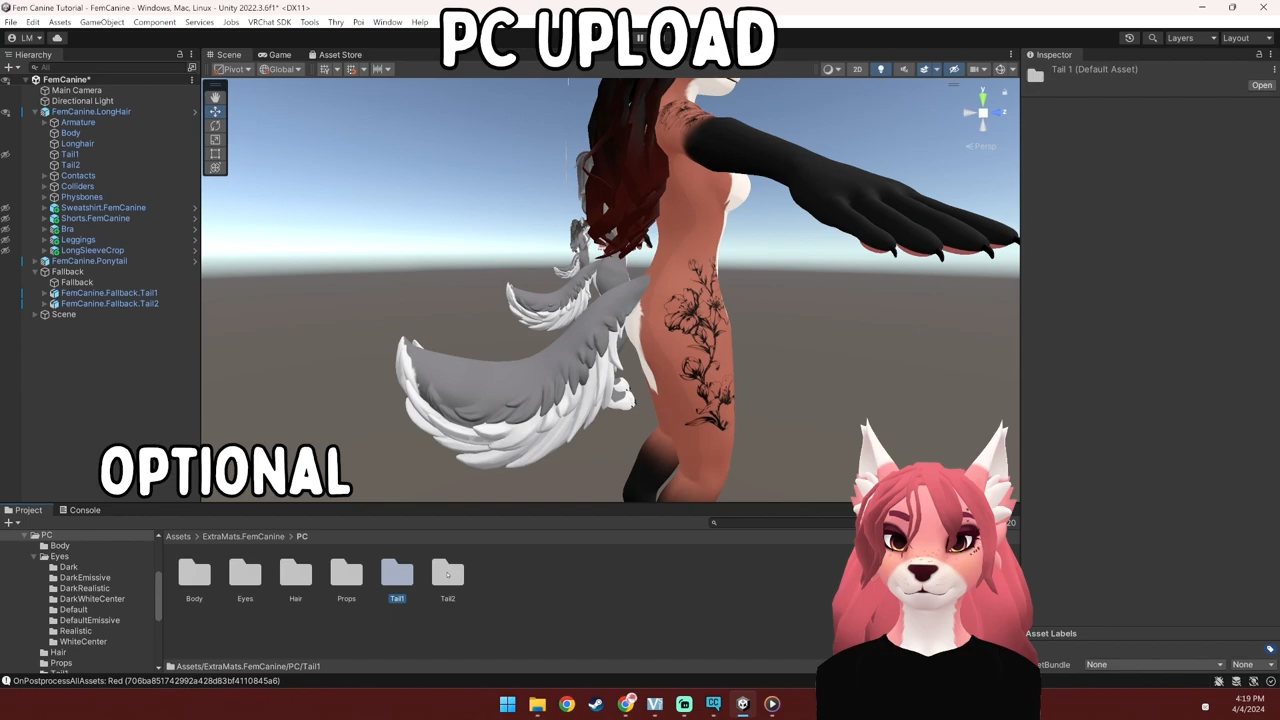 Fem Canine Tutorial - FemCanine - Windows, Mac, Linux - Unity 2022.3.6f1* <DX11>
File Edit Assets GameObject Component Services Jobs VRChat SDK Tools Thry Poi Window Help
PC UPLOAD
LM
Layers
Layout
Hierarchy
Scene
Game
Asset Store
Inspector
All
Pivot
Global
2D
Tail 1 (Default Asset)
Open
FemCanine*
Main Camera
Directional Light
FemCanine.LongHair
Armature
Body
Longhair
Tail1
Tail2
Contacts
Colliders
Physbones
Sweatshirt.FemCanine
Shorts.FemCanine
Bra
Leggings
LongSleeveCrop
FemCanine.Ponytail
Fallback
Fallback
FemCanine.Fallback.Tail1
FemCanine.Fallback.Tail2
Scene
y
z
Persp
OPTIONAL
Project
Console
20
PC
Body
Eyes
Dark
DarkEmissive
DarkRealistic
DarkWhiteCenter
Default
DefaultEmissive
Realistic
WhiteCenter
Hair
Props
Assets > ExtraMats.FemCanine > PC
Body
Eyes
Hair
Props
Tail1
Tail2
Assets/ExtraMats.FemCanine/PC/Tail1
Asset Labels
etBundle
None
None
OnPostprocessAllAssets: Red (706ba851742992a428d83bf4110845a6)
4:19 PM
4/4/2024